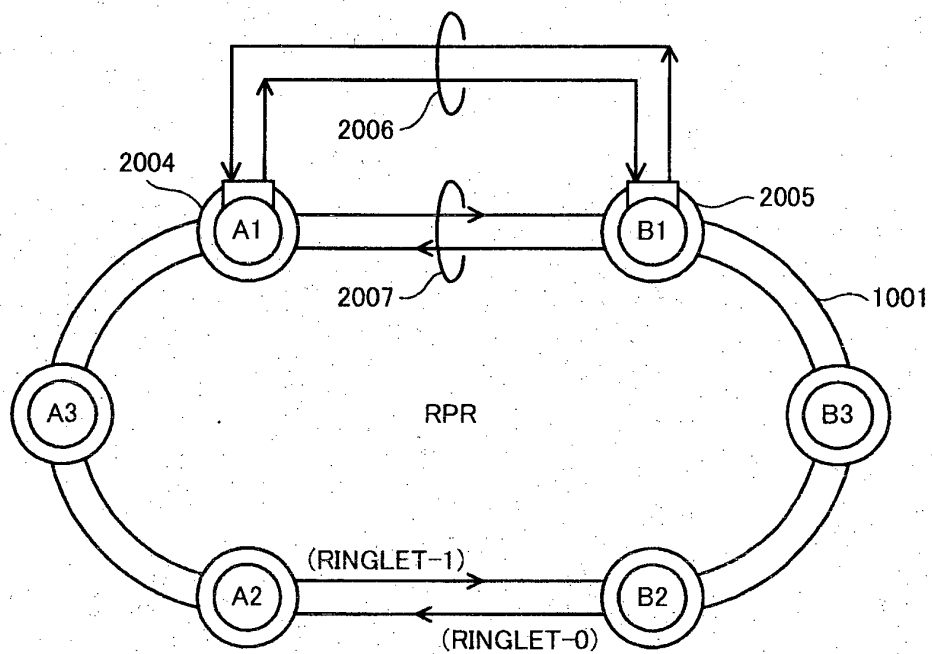 2006
2004
2005
A1
B1
2007
1001
A3
RPR
B3
(RINGLET-1)
A2
B2
(RINGLET-0)